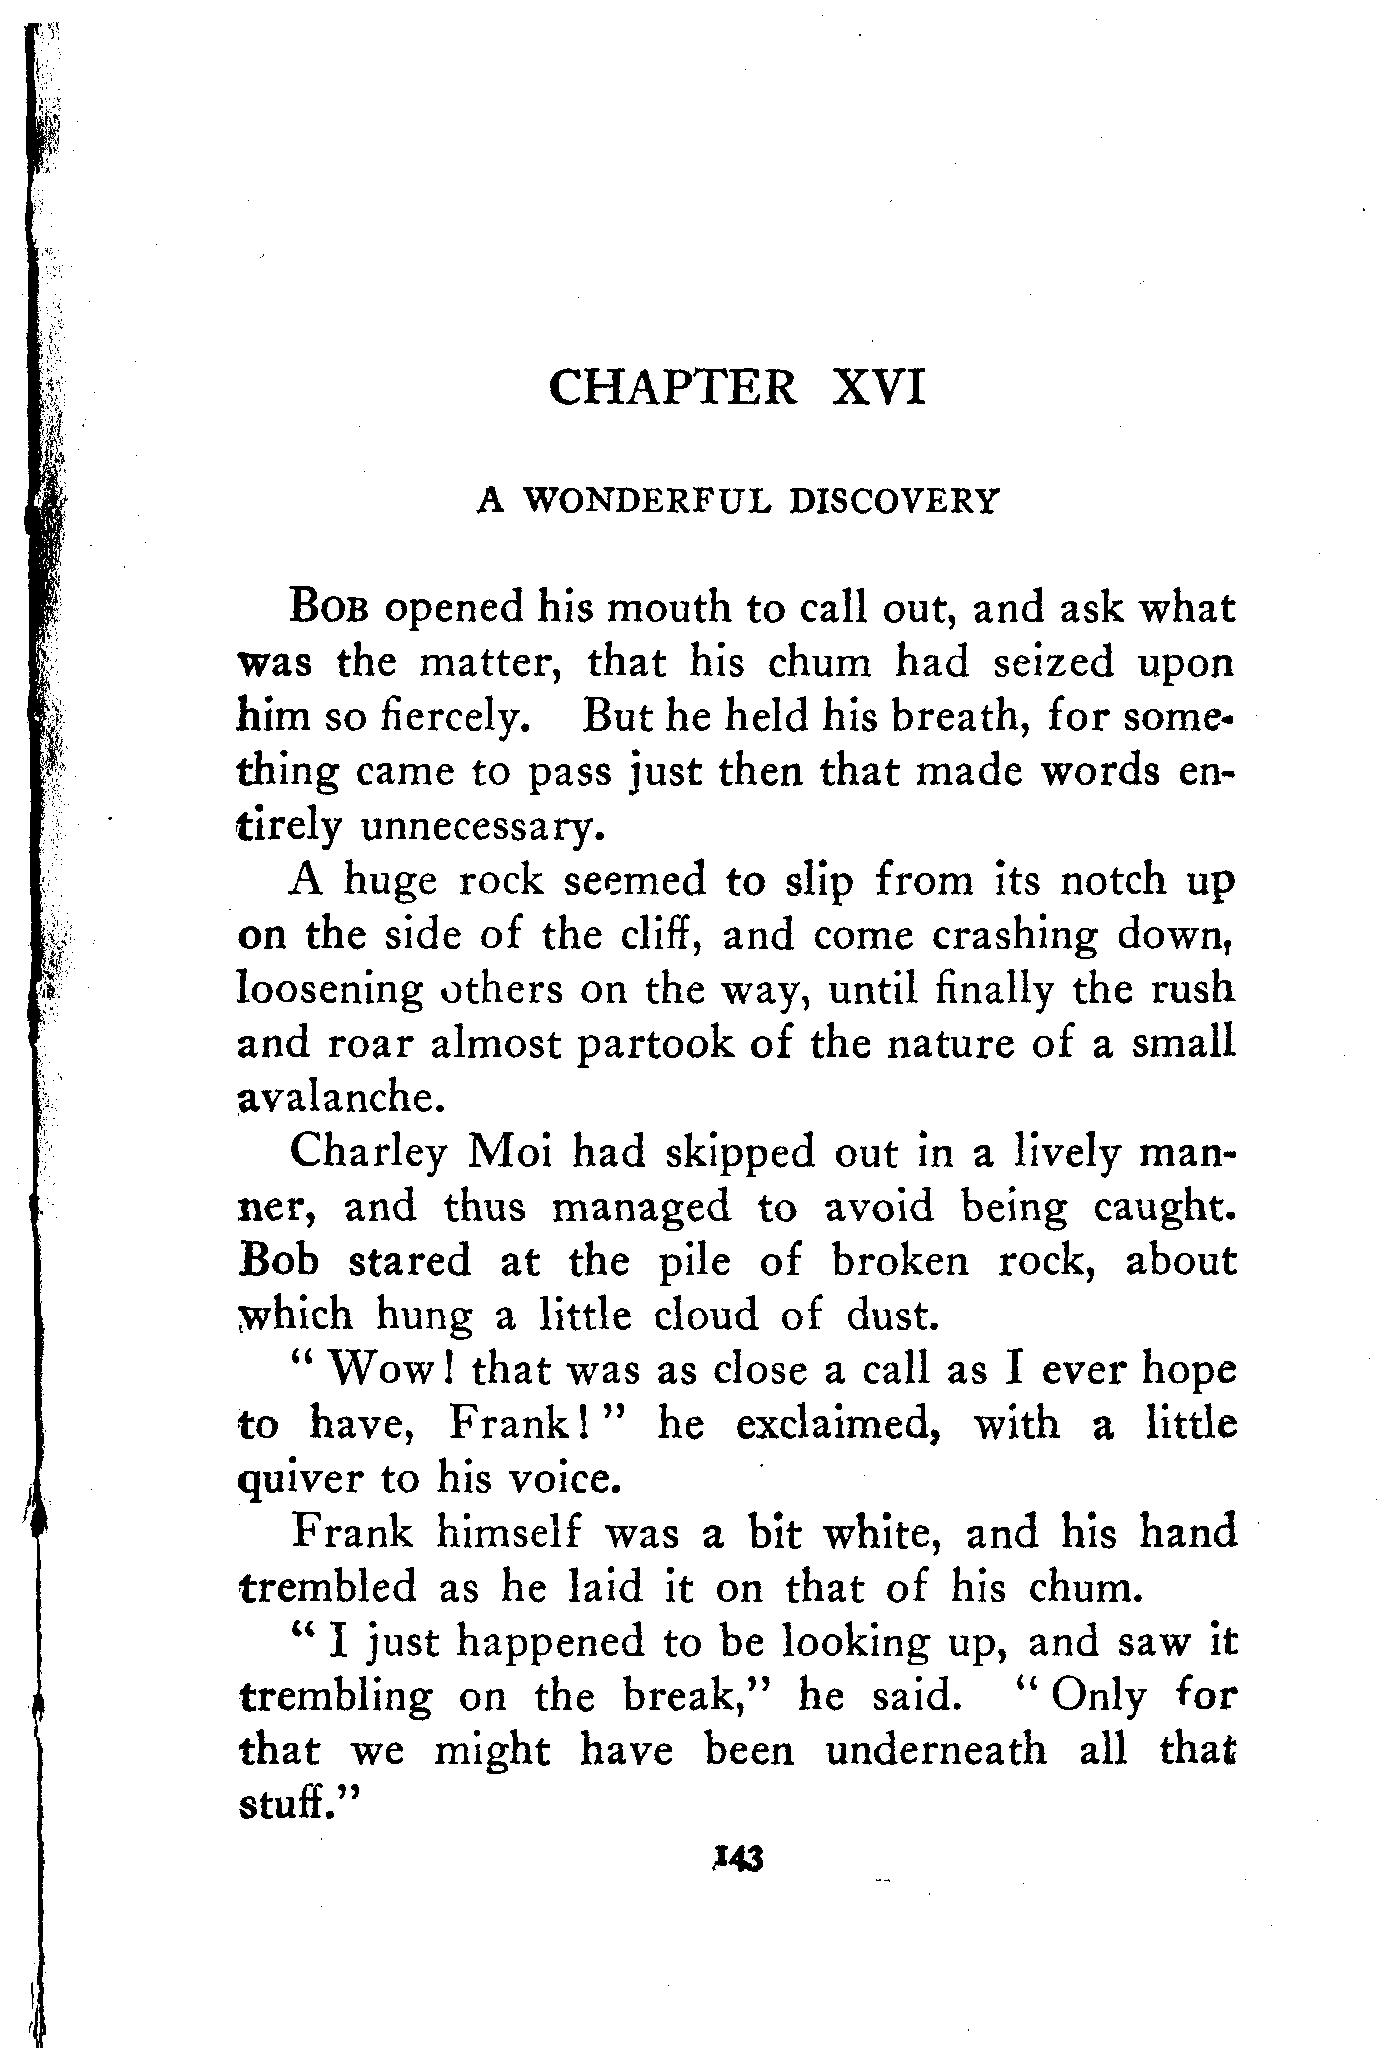 CHAPTER XVI
A WONDERFUL DISCOVERY
BOB opened his mouth to call out, and ask what
was the matter, that his chum had seized upon
him so fiercely. But he held his breath, for some-
thing came to pass just then that made words en-
tirely unnecessary.
A huge rock seemed to slip from its notch up
on the side of the cliff, and come crashing down,
loosening others on the way, until finally the rush
and roar almost partook of the nature of a small
avalanche.
Charley Moi had skipped out in a lively man-
ner, and thus managed to avoid being caught.
Bob stared at the pile of broken rock, about
which hung a little cloud of dust.
" Wow! that was as close a call as I ever hope
to have, Frank! " he exclaimed, with a little
quiver to his voice.
Frank himself was a bit white, and his hand
trembled as he laid it on that of his chum.
" I just happened to be looking up, and saw it
trembling on the break," he said. " Only for
that we might have been underneath all that
stuff."
143